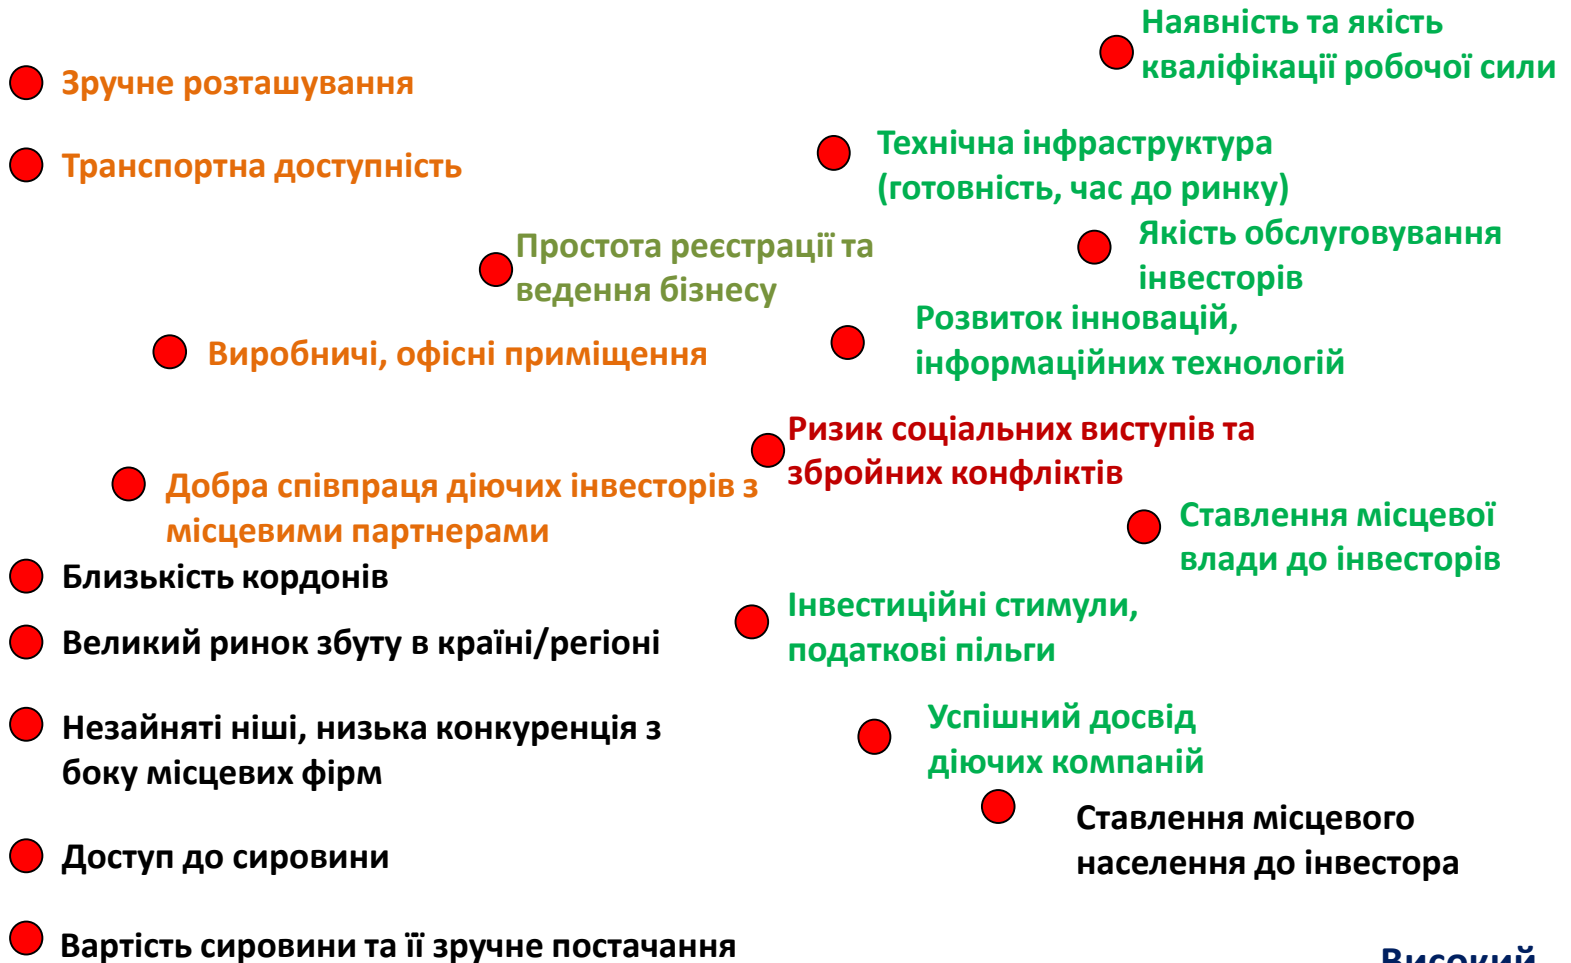 Наявність та якість
кваліфікації робочої сили
Зручне розташування
Технічна інфраструктура
(готовність, час до ринку)
Транспортна доступність
Якість обслуговування
інвесторів
Простота реєстрації та
ведення бізнесу
Розвиток інновацій,
інформаційних технологій
Виробничі, офісні приміщення
Ризик соціальних виступів та
збройних конфліктів
Добра співпраця діючих інвесторів з
місцевими партнерами
Ставлення місцевої
влади до інвесторів
Близькість кордонів
Інвестиційні стимули,
податкові пільги
Великий ринок збуту в країні/регіоні
Незайняті ніші, низька конкуренція з
боку місцевих фірм
Успішний досвід
діючих компаній
Ставлення місцевого
населення до інвестора
Доступ до сировини
Вартість сировини та її зручне постачання
Високий